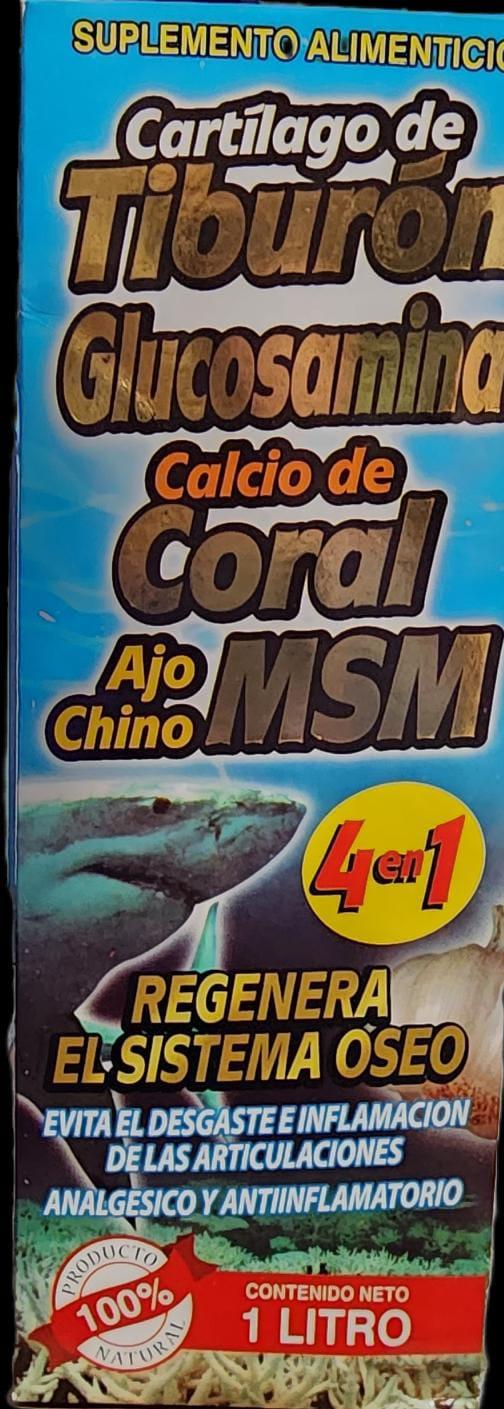 SUPLEMENTO ALIMENTICIO
Cartílago de
Tiburón
Glucosamina
Calcio de
Coral
Ajo
Chino
MSM
4 en 1
REGENERA
EL SISTEMA OSEO
EVITA EL DESGASTE E INFLAMACION
DE LAS ARTICULACIONES
ANALGESICO Y ANTIINFLAMATORIO
PRODUCTO
100%
NATURAL
CONTENIDO NETO
1 LITRO